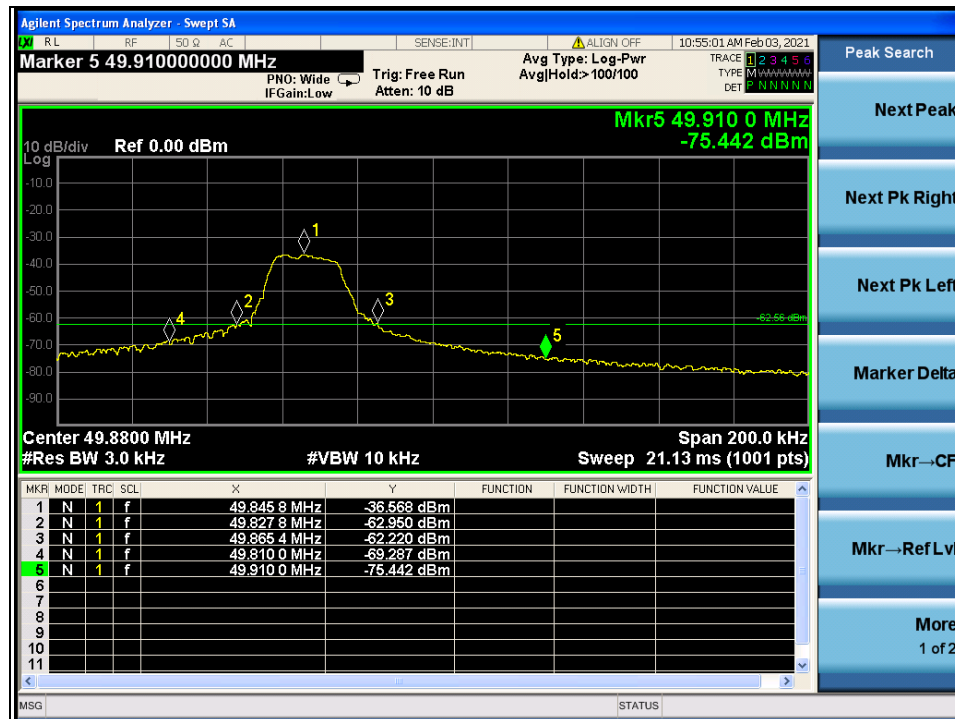 Agilent Spectrum Analyzer - Swept SA
LXI RL RF 50 Ω AC SENSE:INT ALIGN OFF 10:55:01 AM Feb 03, 2021
Marker 5 49.910000000 MHz
PNO: Wide
IFGain:Low
Trig: Free Run
Atten: 10 dB
Avg Type: Log-Pwr
Avg|Hold:>100/100
TRACE 1 2 3 4 5 6
TYPE M
DET P N N N N N
Mkr5 49.910 0 MHz
-75.442 dBm
10 dB/div Ref 0.00 dBm
Log
-10.0
-20.0
-30.0
-40.0
-50.0
-60.0
-70.0
-80.0
-90.0
1
2
3
4
5
-62.56 dBm
Center 49.8800 MHz Span 200.0 kHz
#Res BW 3.0 kHz #VBW 10 kHz Sweep 21.13 ms (1001 pts)
MKR MODE TRC SCL X Y FUNCTION FUNCTION WIDTH FUNCTION VALUE
1 N 1 f 49.845 8 MHz -36.568 dBm
2 N 1 f 49.827 8 MHz -62.950 dBm
3 N 1 f 49.865 4 MHz -62.220 dBm
4 N 1 f 49.810 0 MHz -69.287 dBm
5 N 1 f 49.910 0 MHz -75.442 dBm
6
7
8
9
10
11
MSG STATUS
Peak Search
Next Peak
Next Pk Right
Next Pk Left
Marker Delta
Mkr→CF
Mkr→Ref Lvl
More
1 of 2